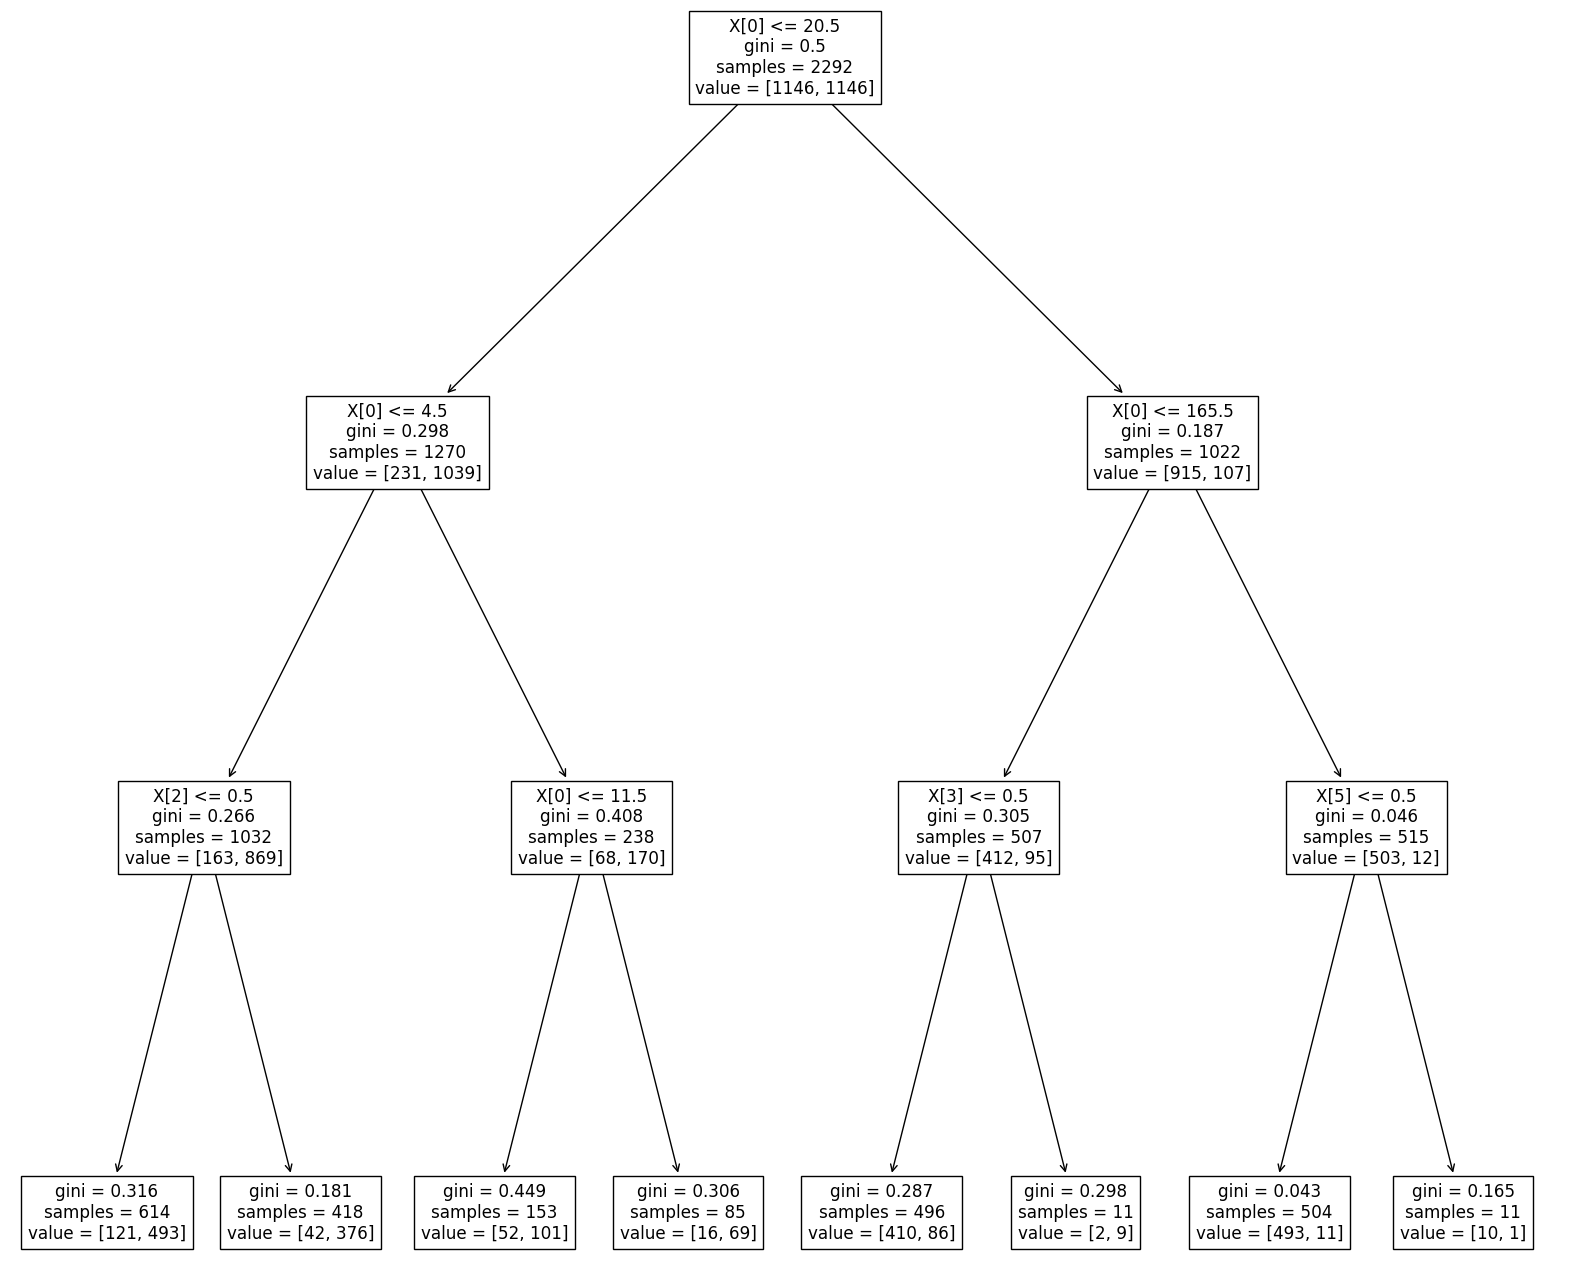 X[0] <= 20.5
gini = 0.5
samples = 2292
value = [1146, 1146]
X[0] <= 4.5
gini = 0.298
samples = 1270
value = [231, 1039]
X[0] <= 165.5
gini = 0.187
samples = 1022
value = [915, 107]
X[2] <= 0.5
gini = 0.266
samples = 1032
value = [163, 869]
X[0] <= 11.5
gini = 0.408
samples = 238
value = [68, 170]
X[3] <= 0.5
gini = 0.305
samples = 507
value = [412, 95]
X[5] <= 0.5
gini = 0.046
samples = 515
value = [503, 12]
gini = 0.316
samples = 614
value = [121, 493]
gini = 0.181
samples = 418
value = [42, 376]
gini = 0.449
samples = 153
value = [52, 101]
gini = 0.306
samples = 85
value = [16, 69]
gini = 0.287
samples = 496
value = [410, 86]
gini = 0.298
samples = 11
value = [2, 9]
gini = 0.043
samples = 504
value = [493, 11]
gini = 0.165
samples = 11
value = [10, 1]